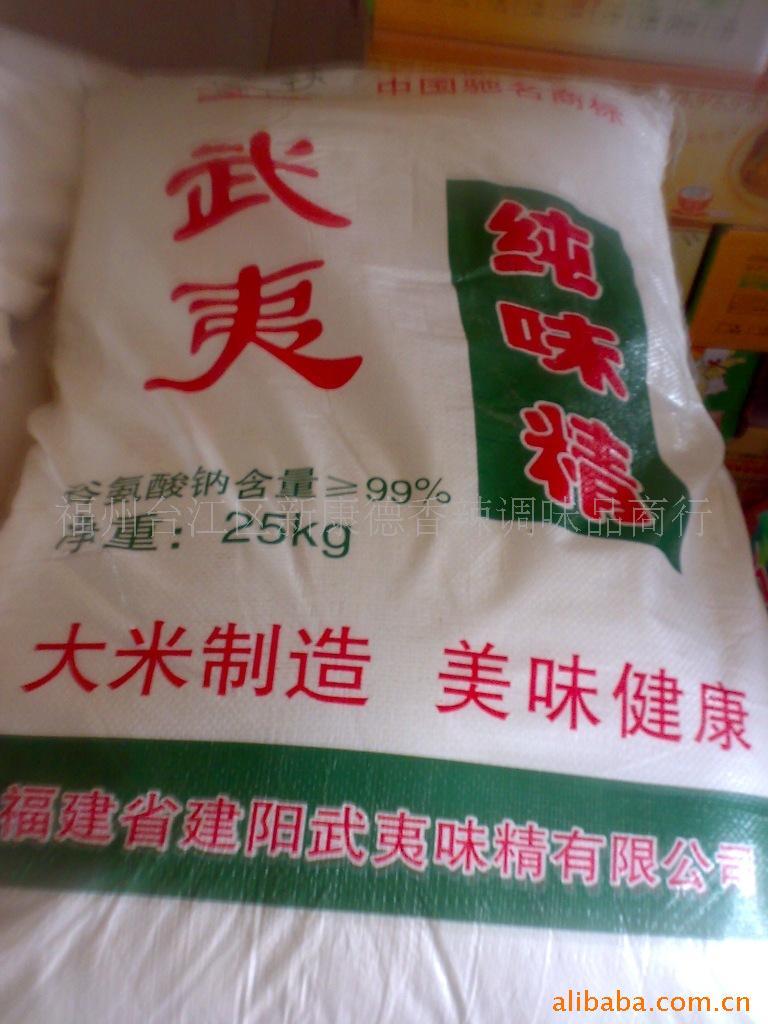 中国驰名商标
武夷
纯味精
谷氨酸钠含量≥99%
福州台江区新康德香辣调味品商行
净重：25kg
大米制造 美味健康
福建省建阳武夷味精有限公司
alibaba.com.cn